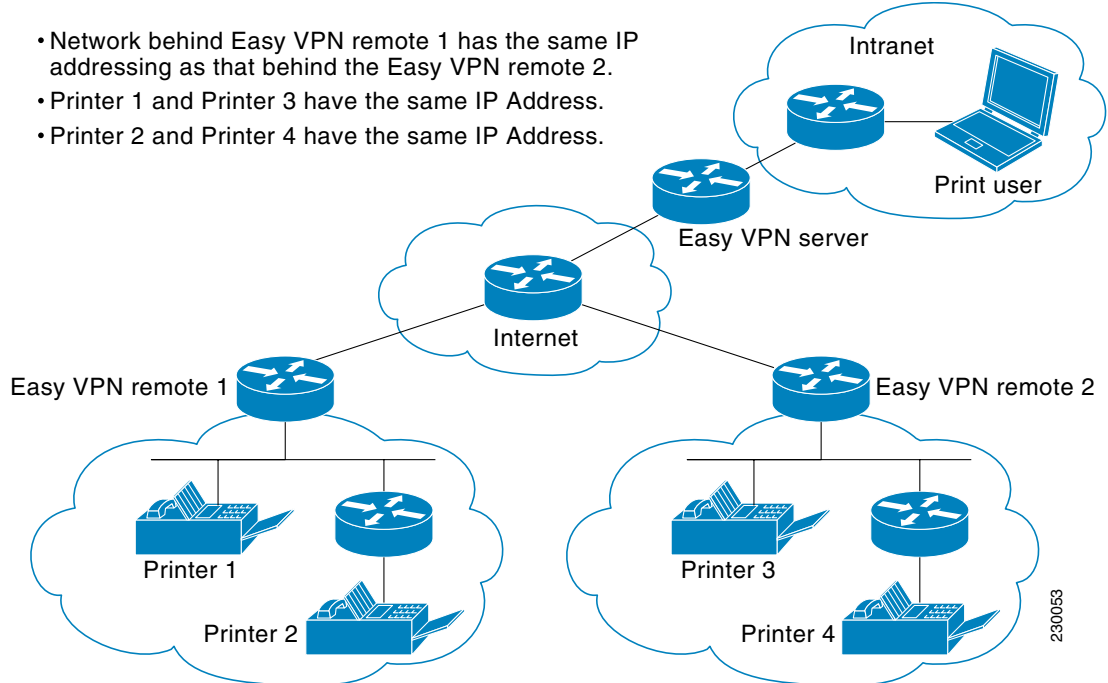 • Network behind Easy VPN remote 1 has the same IP
addressing as that behind the Easy VPN remote 2.
• Printer 1 and Printer 3 have the same IP Address.
• Printer 2 and Printer 4 have the same IP Address.
Intranet
Print user
Easy VPN server
Internet
Easy VPN remote 1
Easy VPN remote 2
Printer 1
Printer 2
Printer 3
Printer 4
230053